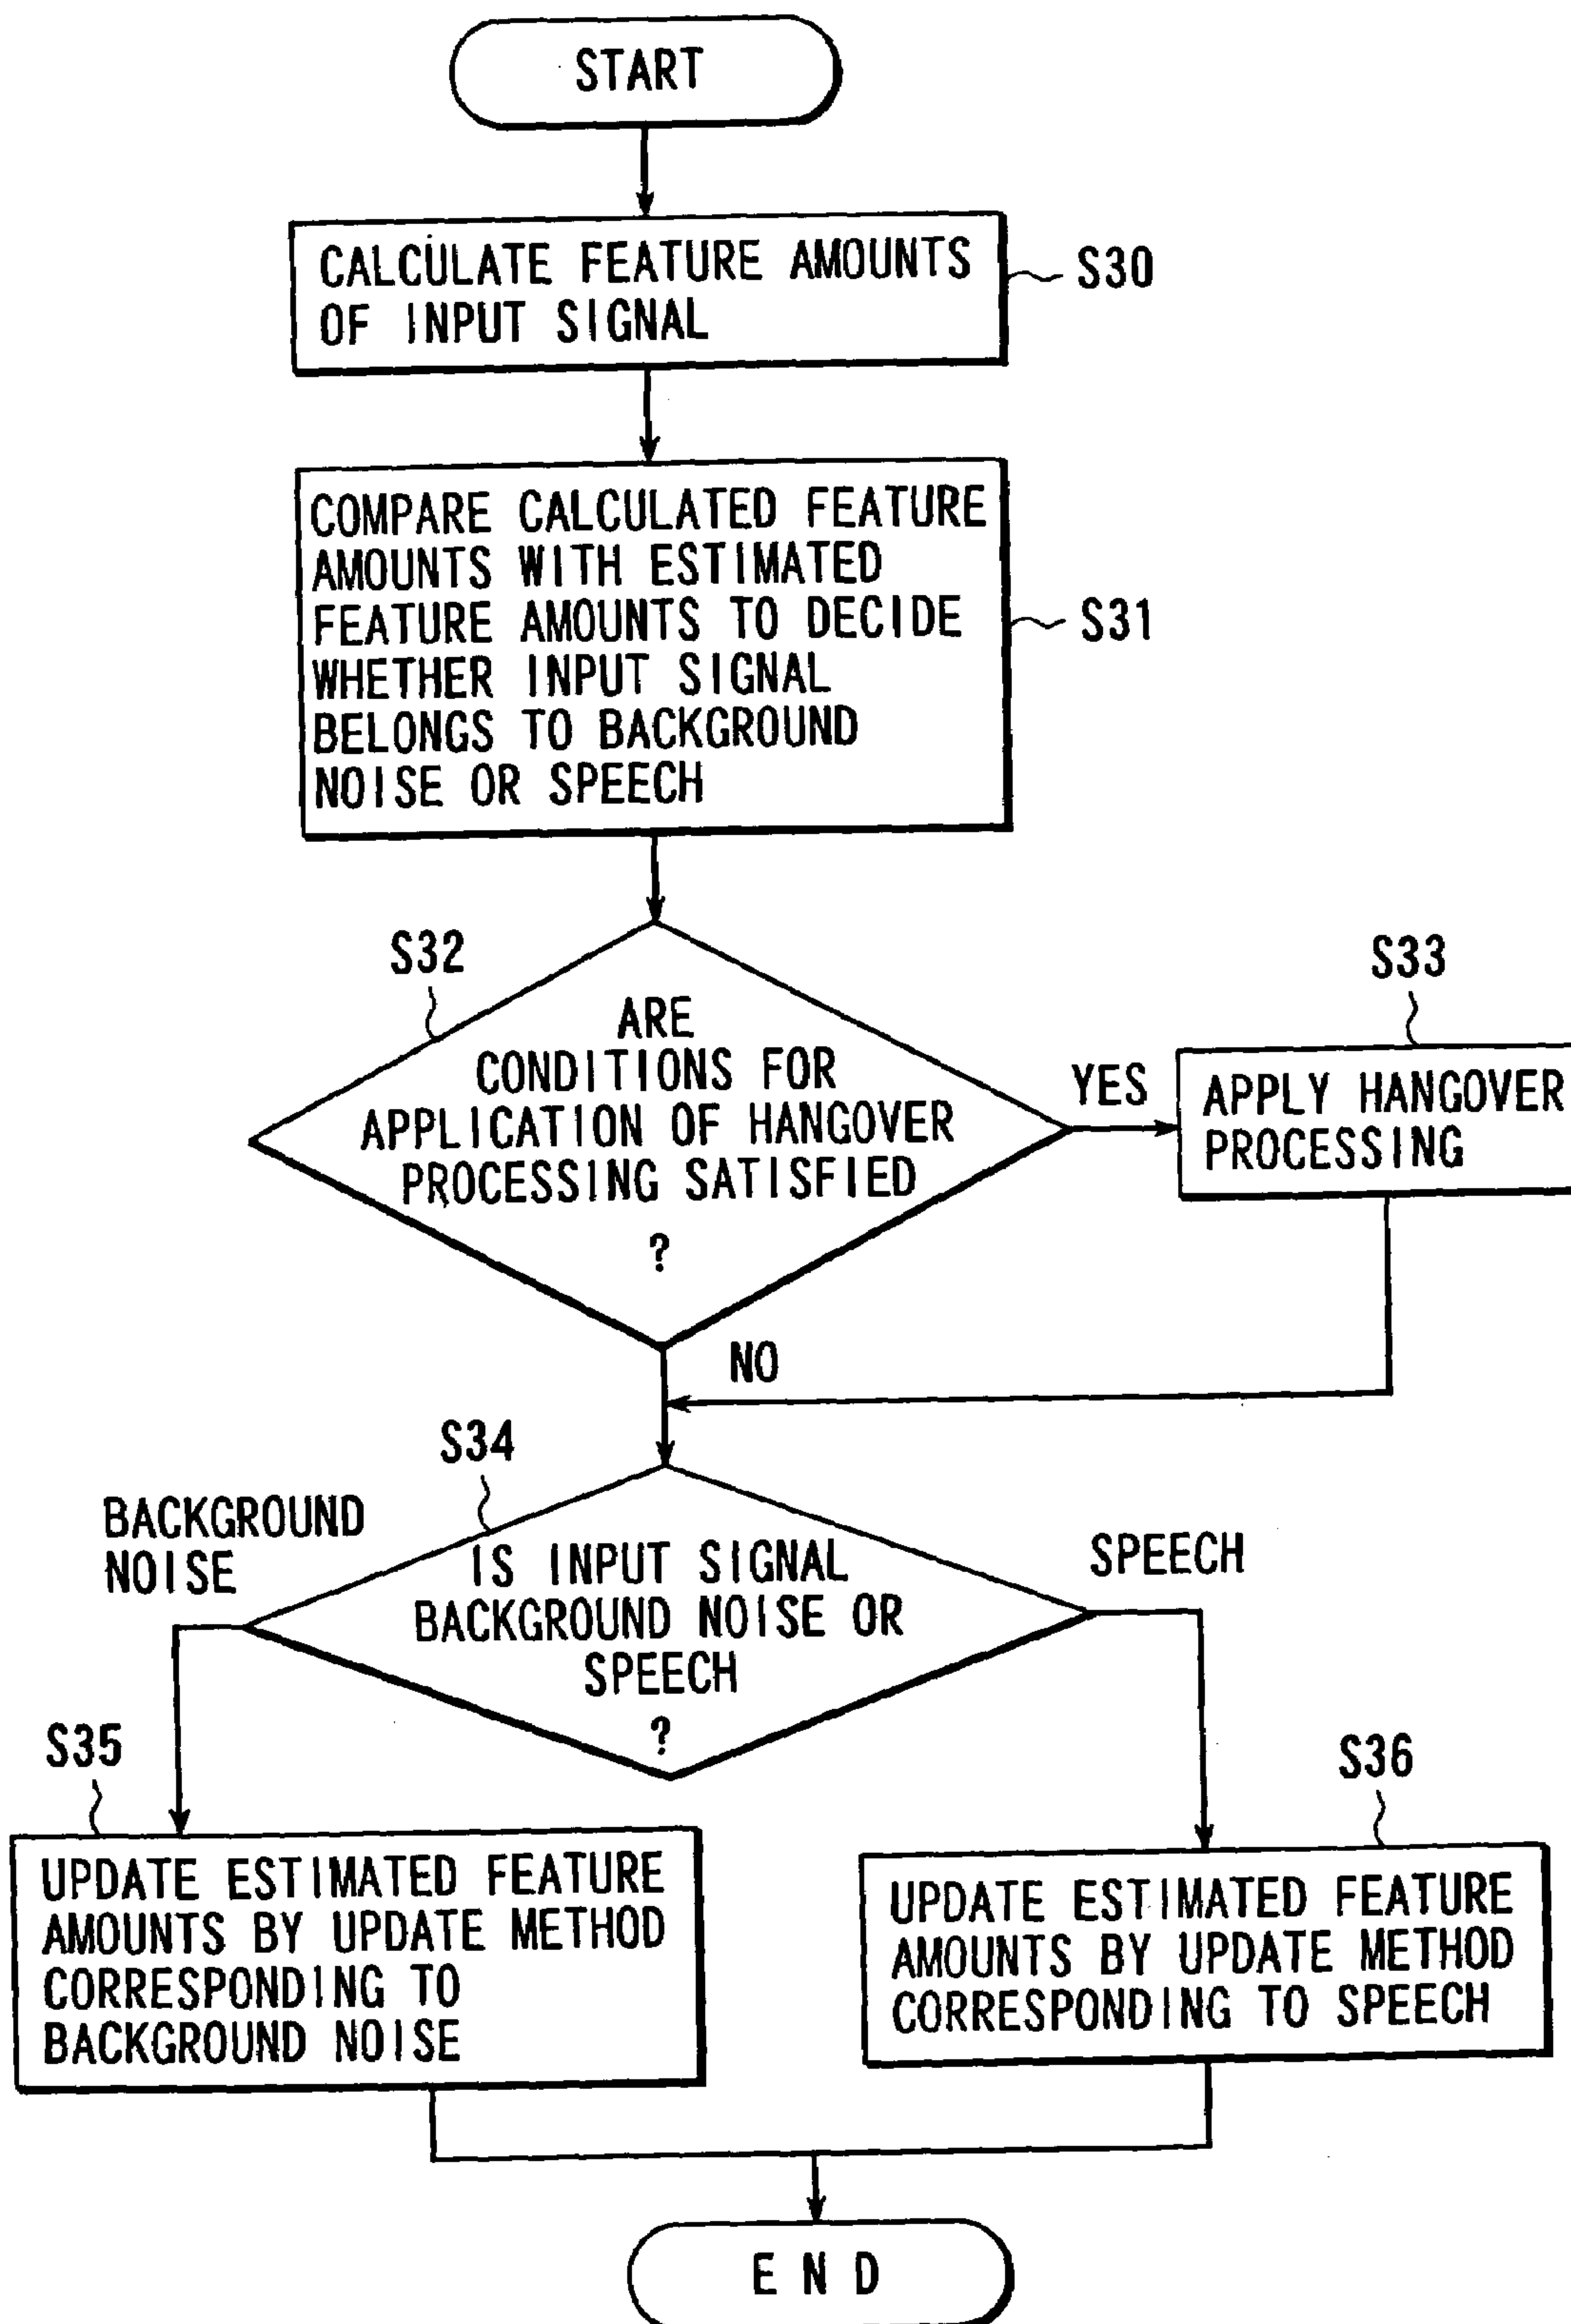 START
CALCULATE FEATURE AMOUNTS
OF INPUT SIGNAL
S30
COMPARE CALCULATED FEATURE
AMOUNTS WITH ESTIMATED
FEATURE AMOUNTS TO DECIDE
WHETHER INPUT SIGNAL
BELONGS TO BACKGROUND
NOISE OR SPEECH
S31
S32
ARE
CONDITIONS FOR
APPLICATION OF HANGOVER
PROCESSING SATISFIED
?
YES
S33
APPLY HANGOVER
PROCESSING
NO
S34
BACKGROUND
NOISE
IS INPUT SIGNAL
BACKGROUND NOISE OR
SPEECH
?
SPEECH
S35
UPDATE ESTIMATED FEATURE
AMOUNTS BY UPDATE METHOD
CORRESPONDING TO
BACKGROUND NOISE
S36
UPDATE ESTIMATED FEATURE
AMOUNTS BY UPDATE METHOD
CORRESPONDING TO SPEECH
END